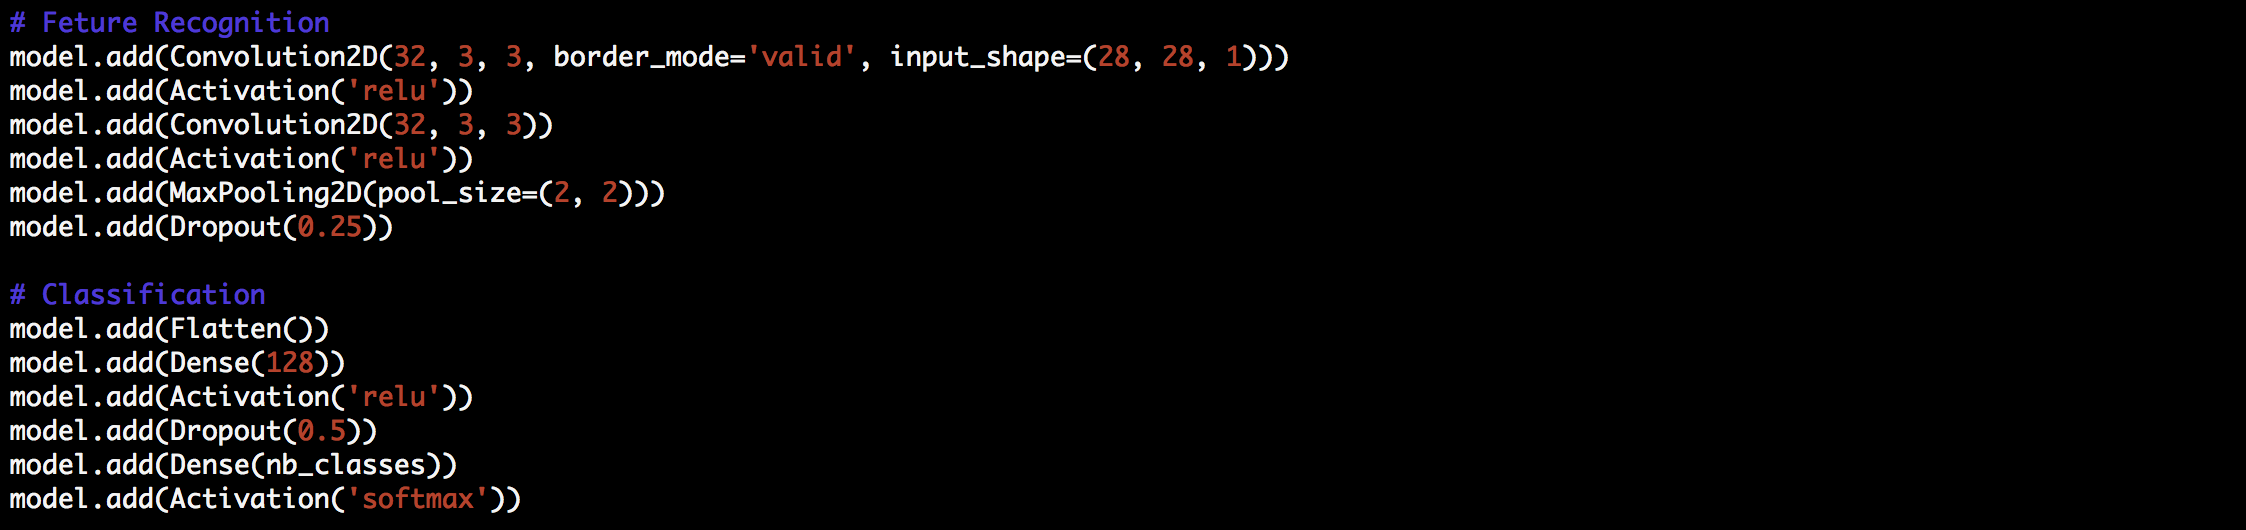 # Feture Recognition
model.add(Convolution2D(32, 3, 3, border_mode='valid', input_shape=(28, 28, 1)))
model.add(Activation('relu'))
model.add(Convolution2D(32, 3, 3))
model.add(Activation('relu'))
model.add(MaxPooling2D(pool_size=(2, 2)))
model.add(Dropout(0.25))

# Classification
model.add(Flatten())
model.add(Dense(128))
model.add(Activation('relu'))
model.add(Dropout(0.5))
model.add(Dense(nb_classes))
model.add(Activation('softmax'))